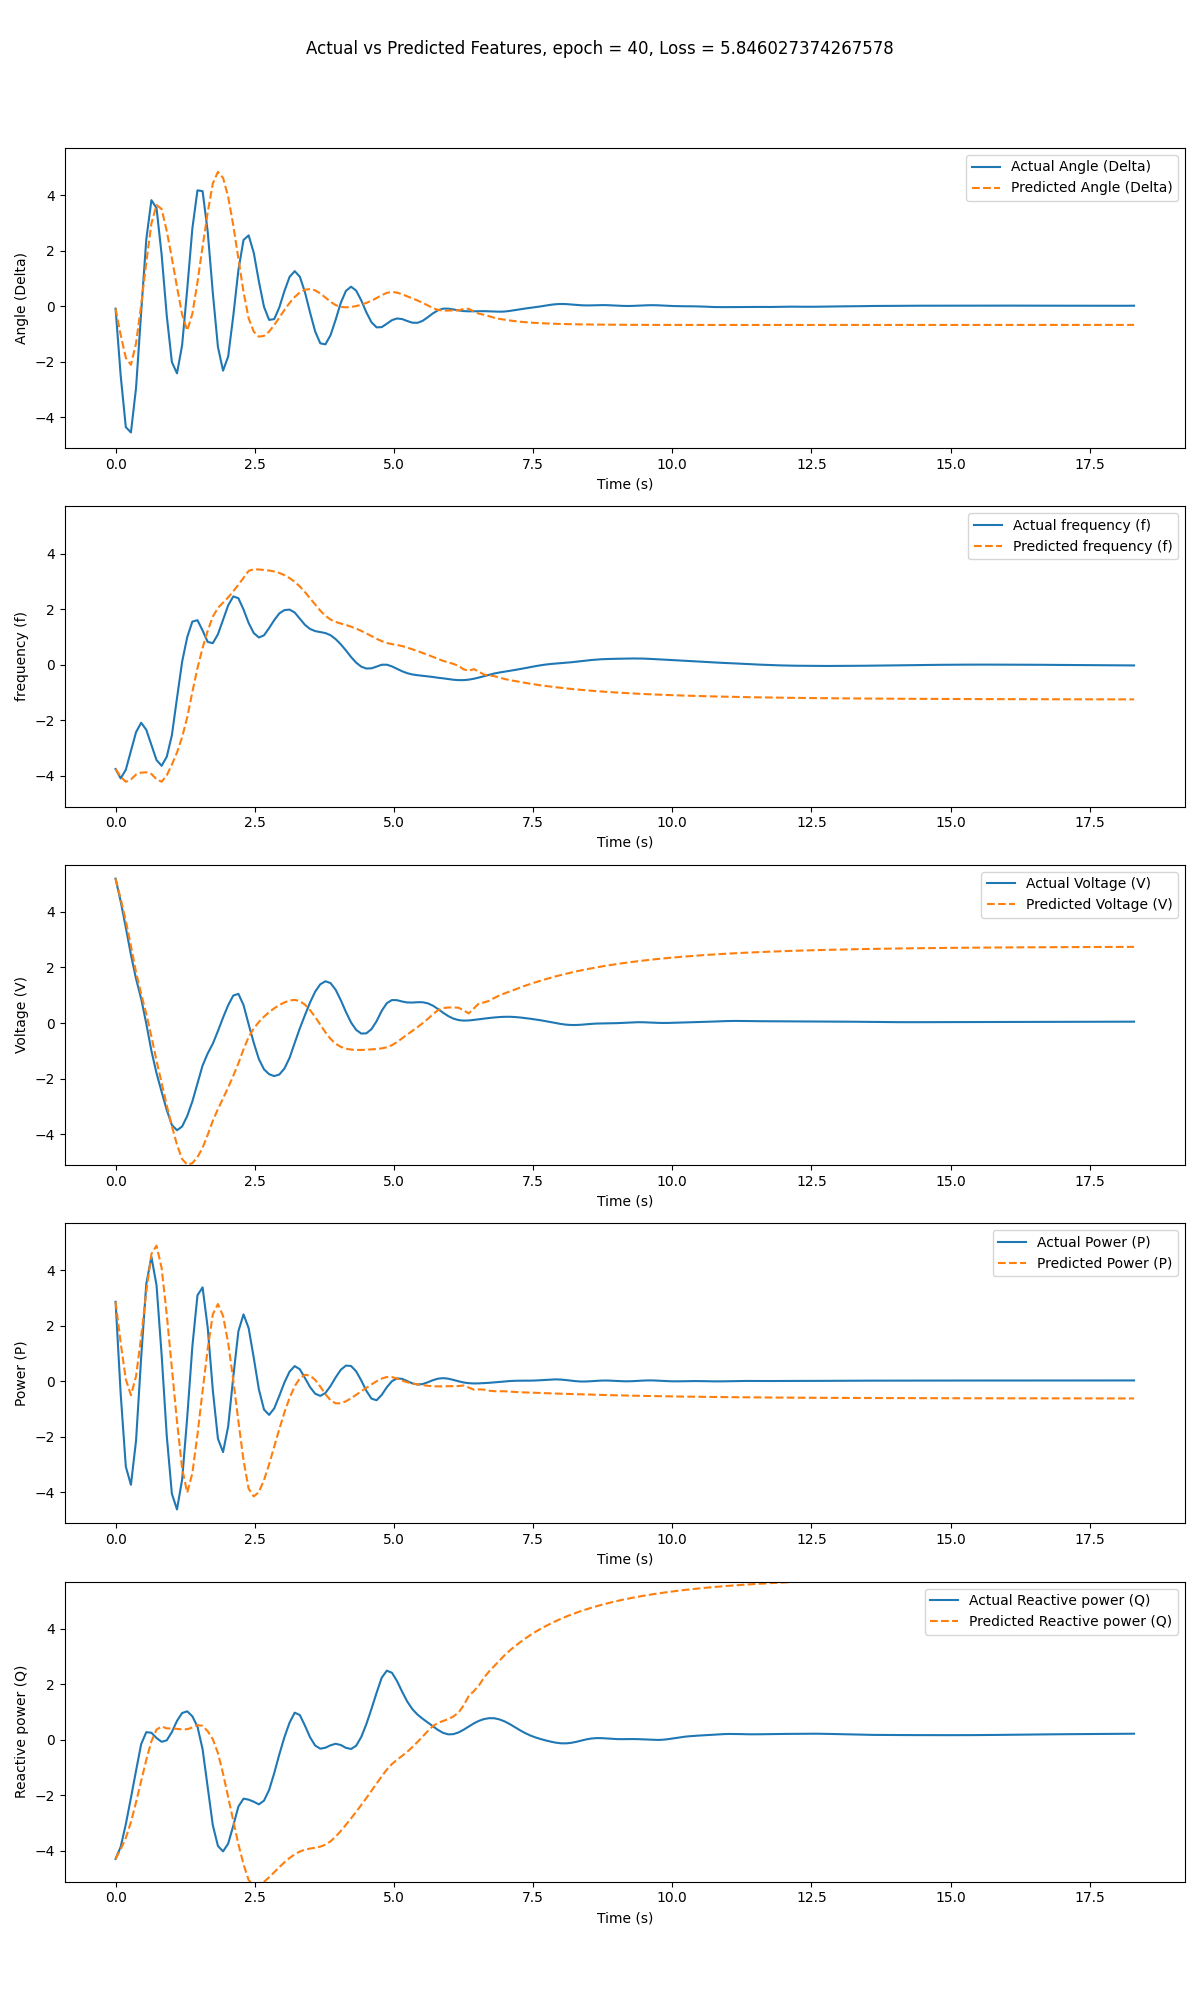 Actual vs Predicted Features, epoch = 40, Loss = 5.846027374267578
Actual Angle (Delta)
Predicted Angle (Delta)
Angle (Delta)
4
2
0
−2
−4
0.0 2.5 5.0 7.5 10.0 12.5 15.0 17.5
Time (s)
Actual frequency (f)
Predicted frequency (f)
frequency (f)
4
2
0
−2
−4
0.0 2.5 5.0 7.5 10.0 12.5 15.0 17.5
Time (s)
Actual Voltage (V)
Predicted Voltage (V)
Voltage (V)
4
2
0
−2
−4
0.0 2.5 5.0 7.5 10.0 12.5 15.0 17.5
Time (s)
Actual Power (P)
Predicted Power (P)
Power (P)
4
2
0
−2
−4
0.0 2.5 5.0 7.5 10.0 12.5 15.0 17.5
Time (s)
Actual Reactive power (Q)
Predicted Reactive power (Q)
Reactive power (Q)
4
2
0
−2
−4
0.0 2.5 5.0 7.5 10.0 12.5 15.0 17.5
Time (s)